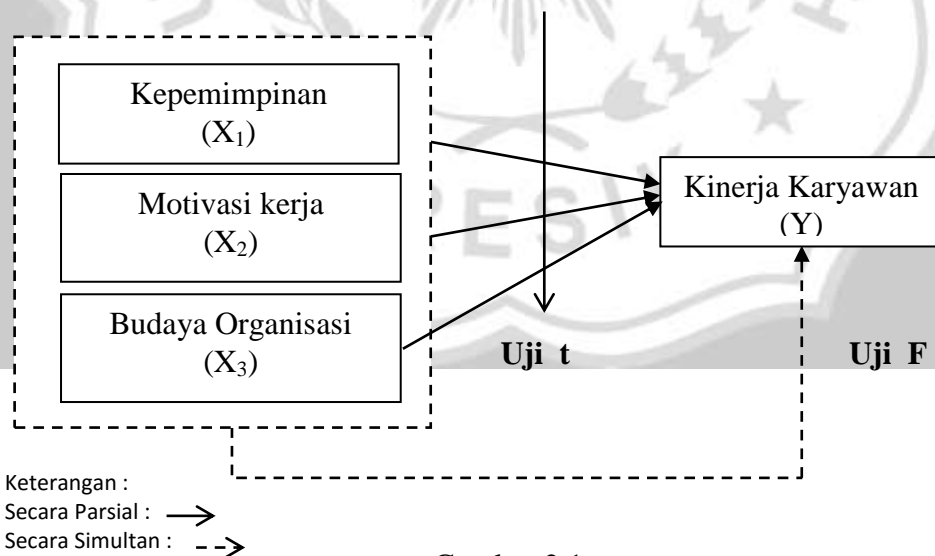 Kepemimpinan
(X₁)
Motivasi kerja
(X₂)
Budaya Organisasi
(X₃)
Kinerja Karyawan
(Y)
Uji t
Uji F
Keterangan :
Secara Parsial :
Secara Simultan :